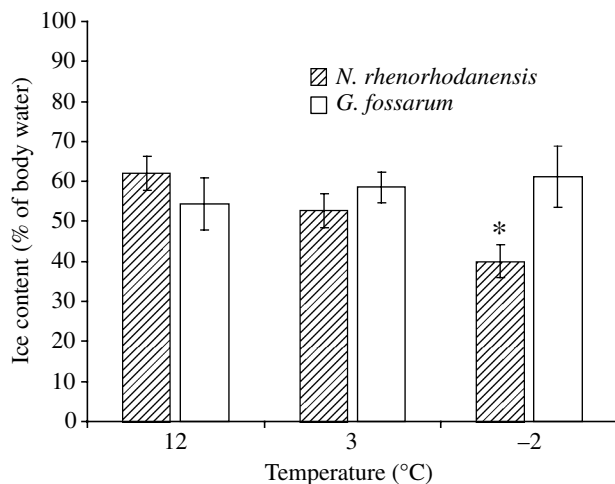 100
90
80
70
60
50
40
30
20
10
0
Ice content (% of body water)
N. rhenorhodanensis
G. fossarum
*
12 3 –2
Temperature (°C)